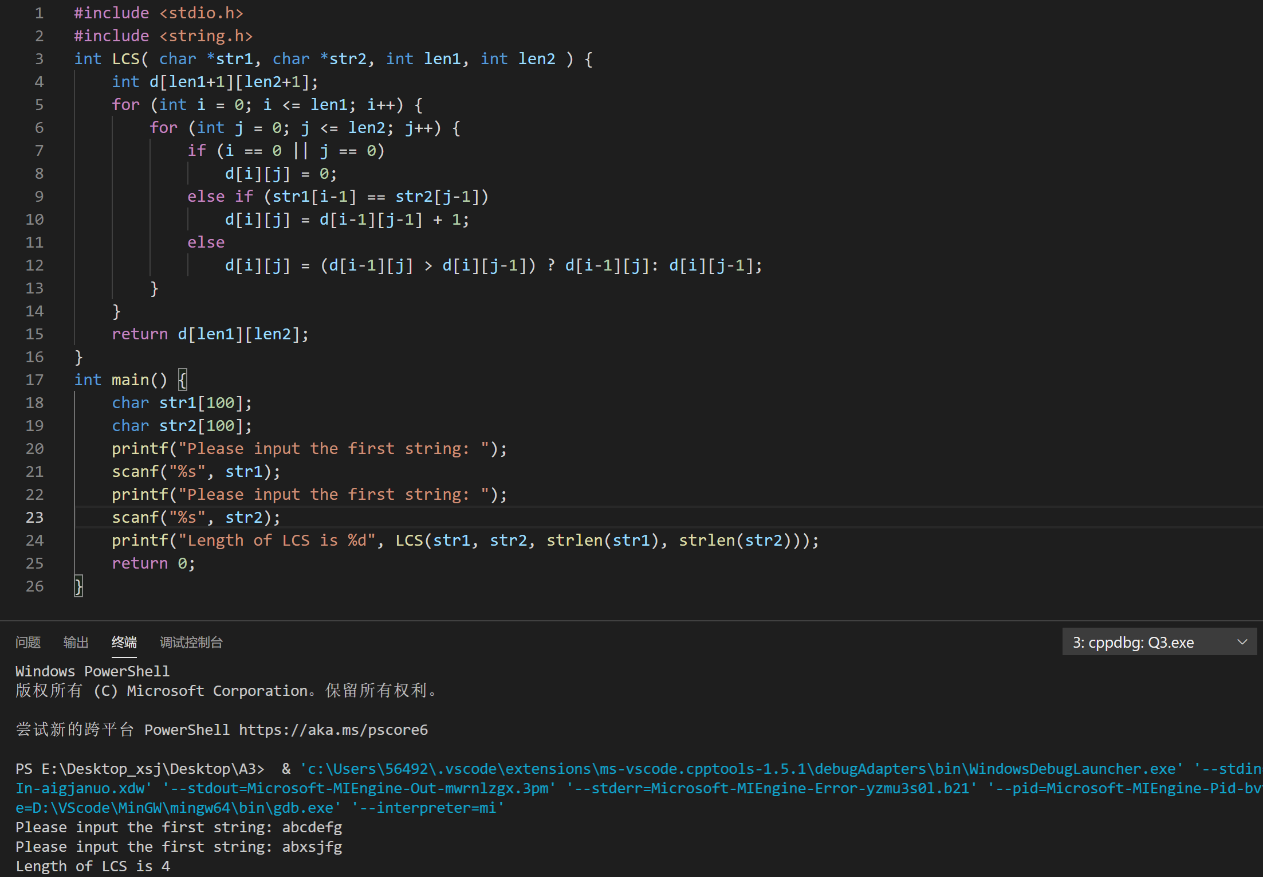 1 #include <stdio.h>
2 #include <string.h>
3 int LCS( char *str1, char *str2, int len1, int len2 ) {
4 int d[len1+1][len2+1];
5 for (int i = 0; i <= len1; i++) {
6 for (int j = 0; j <= len2; j++) {
7 if (i == 0 || j == 0)
8 d[i][j] = 0;
9 else if (str1[i-1] == str2[j-1])
10 d[i][j] = d[i-1][j-1] + 1;
11 else
12 d[i][j] = (d[i-1][j] > d[i][j-1]) ? d[i-1][j]: d[i][j-1];
13 }
14 }
15 return d[len1][len2];
16 }
17 int main() {
18 char str1[100];
19 char str2[100];
20 printf("Please input the first string: ");
21 scanf("%s", str1);
22 printf("Please input the first string: ");
23 scanf("%s", str2);
24 printf("Length of LCS is %d", LCS(str1, str2, strlen(str1), strlen(str2)));
25 return 0;
26 }
问题 输出 终端 调试控制台 3: cppdbg: Q3.exe
Windows PowerShell
版权所有 (C) Microsoft Corporation。保留所有权利。
尝试新的跨平台 PowerShell https://aka.ms/pscore6
PS E:\Desktop_xsj\Desktop\A3> & 'c:\Users\56492\.vscode\extensions\ms-vscode.cpptools-1.5.1\debugAdapters\bin\WindowsDebugLauncher.exe' '--stdin
In-aigjanuo.xdw' '--stdout=Microsoft-MIEngine-Out-mwrnlzgx.3pm' '--stderr=Microsoft-MIEngine-Error-yzmu3s0l.b21' '--pid=Microsoft-MIEngine-Pid-bv
e=D:\VScode\MinGW\mingw64\bin\gdb.exe' '--interpreter=mi'
Please input the first string: abcdefg
Please input the first string: abxsjfg
Length of LCS is 4